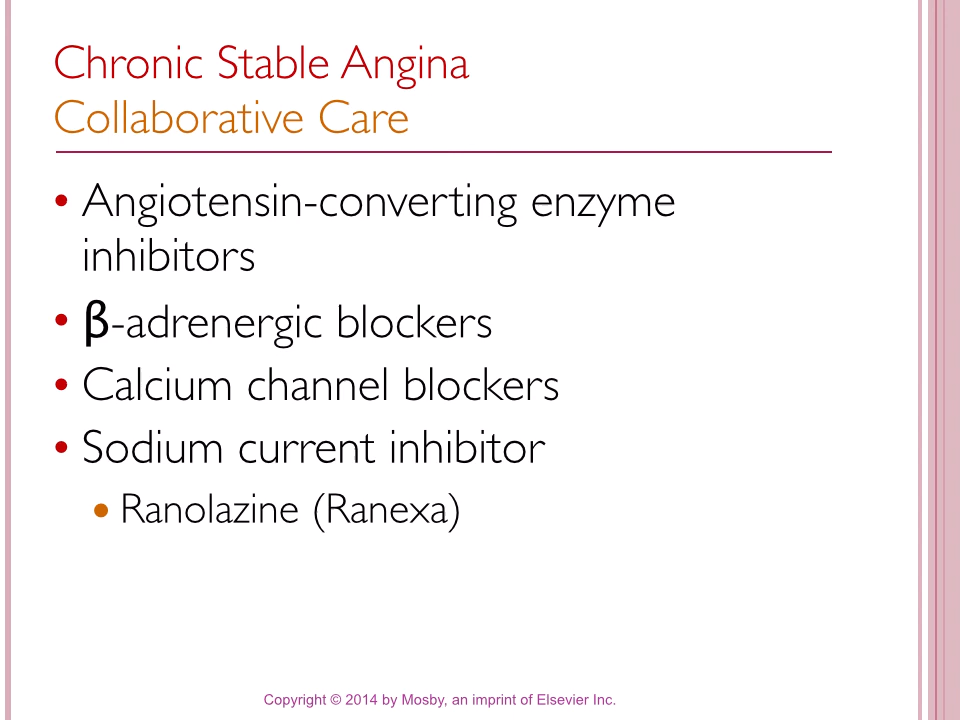 Chronic Stable Angina
Collaborative Care
• Angiotensin-converting enzyme
inhibitors
• β-adrenergic blockers
• Calcium channel blockers
• Sodium current inhibitor
• Ranolazine (Ranexa)
Copyright © 2014 by Mosby, an imprint of Elsevier Inc.